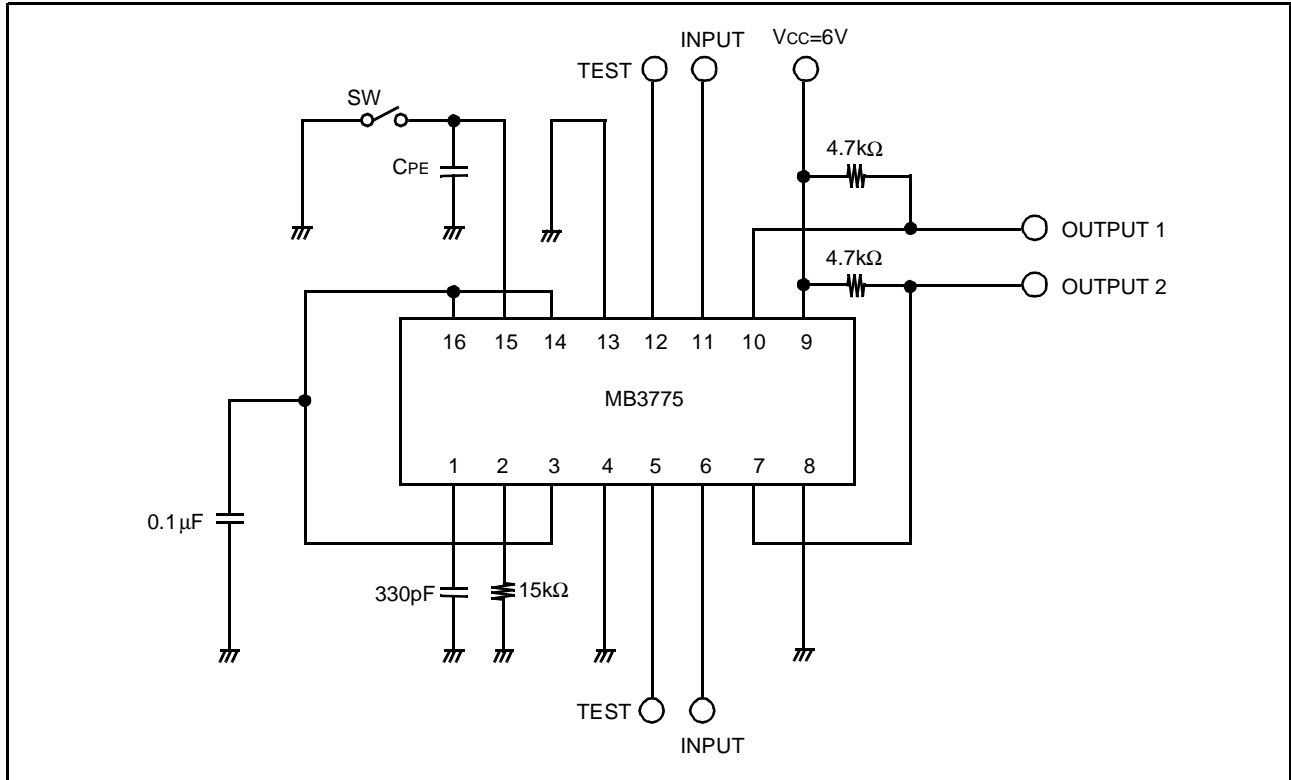 INPUT
VCC=6V
TEST
SW
CPE
4.7kΩ
OUTPUT 1
4.7kΩ
OUTPUT 2
16 15 14 13 12 11 10 9
MB3775
1 2 3 4 5 6 7 8
0.1μF
330pF
15kΩ
TEST
INPUT